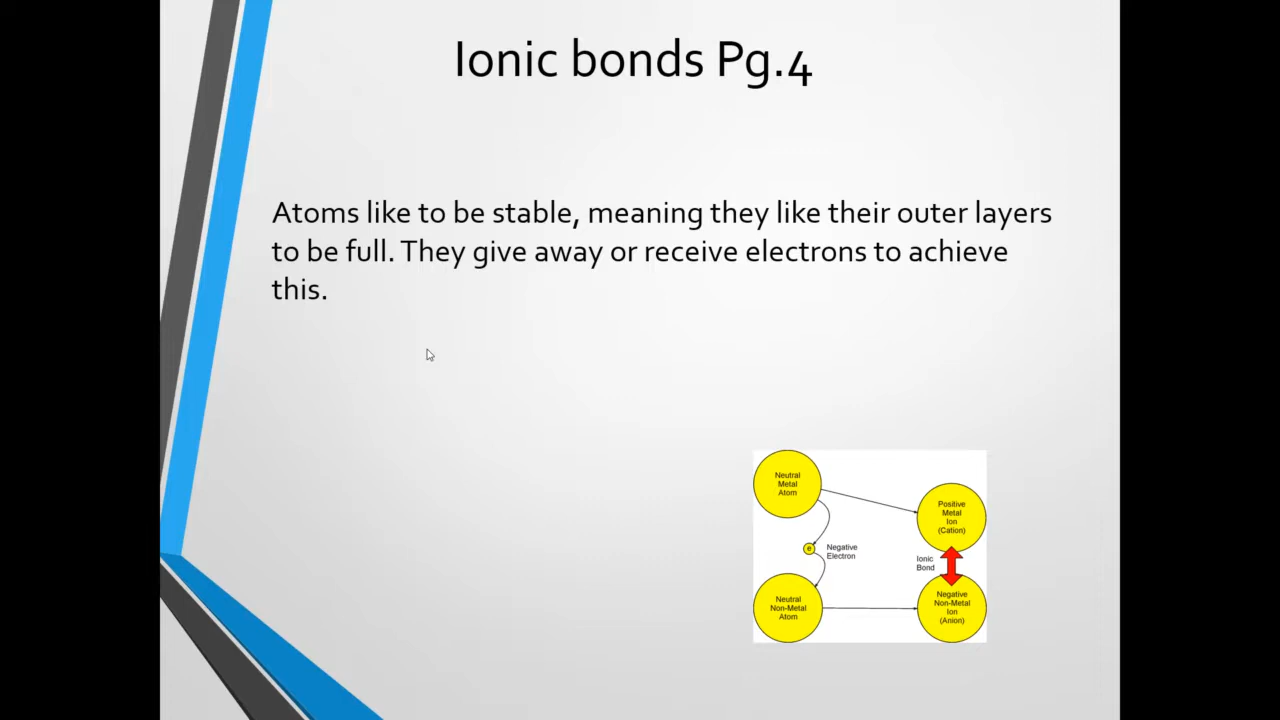 Ionic bonds Pg.4
Atoms like to be stable, meaning they like their outer layers
to be full. They give away or receive electrons to achieve
this.
Neutral
Metal
Atom
Positive
Metal
Ion
(Cation)
e
Negative
Electron
Ionic
Bond
Neutral
Non-Metal
Atom
Negative
Non-Metal
Ion
(Anion)